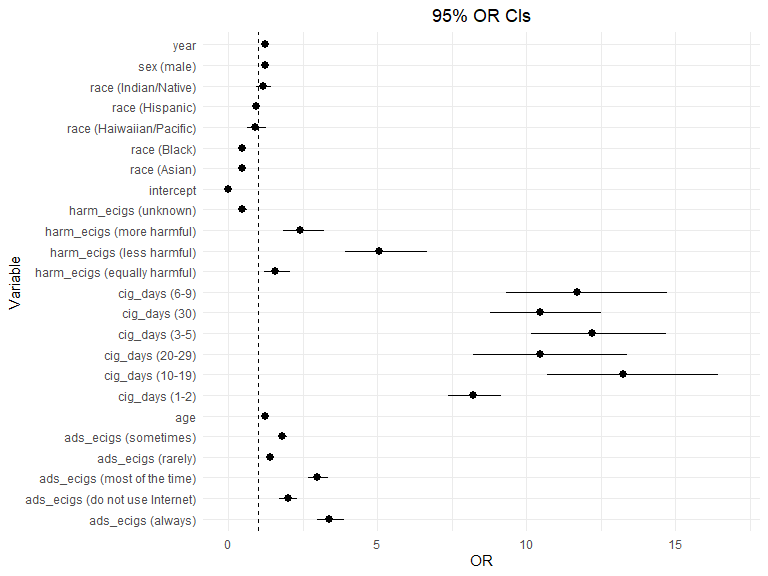 95% OR CIs
Variable
year
sex (male)
race (Indian/Native)
race (Hispanic)
race (Haiwaiian/Pacific)
race (Black)
race (Asian)
intercept
harm_ecigs (unknown)
harm_ecigs (more harmful)
harm_ecigs (less harmful)
harm_ecigs (equally harmful)
cig_days (6-9)
cig_days (30)
cig_days (3-5)
cig_days (20-29)
cig_days (10-19)
cig_days (1-2)
age
ads_ecigs (sometimes)
ads_ecigs (rarely)
ads_ecigs (most of the time)
ads_ecigs (do not use Internet)
ads_ecigs (always)
0 5 10 15
OR